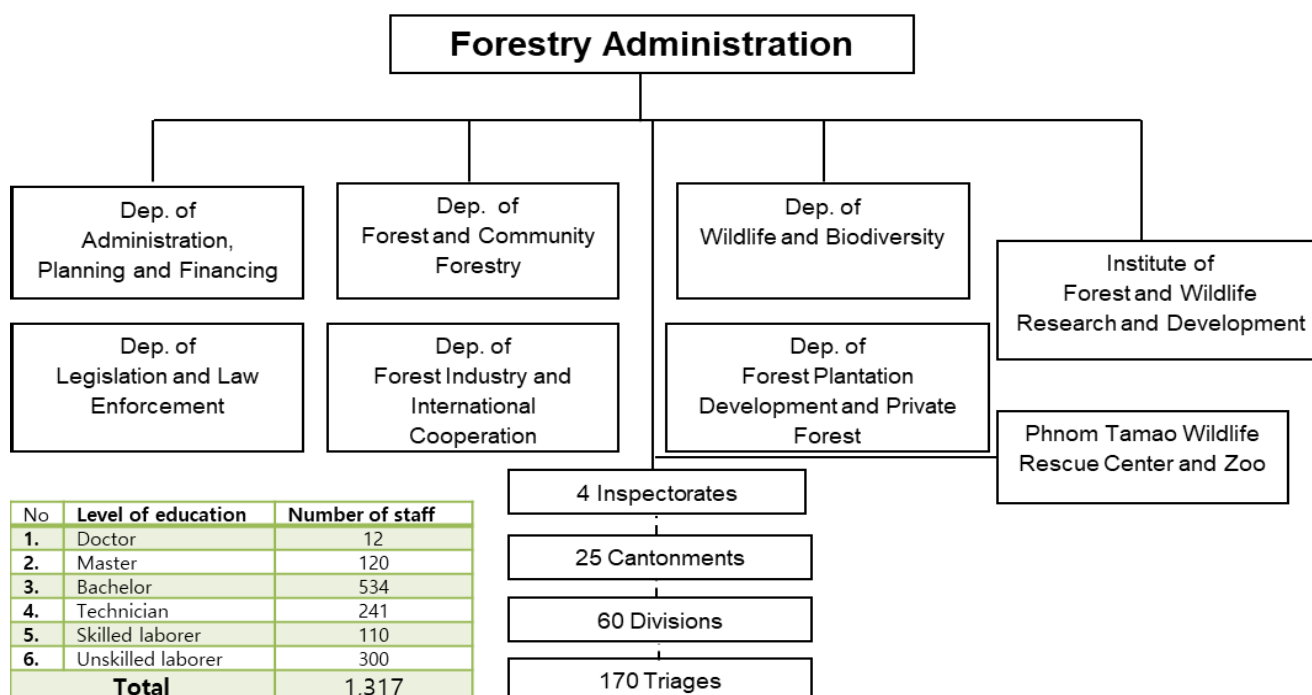 Forestry Administration
Dep. of
Administration,
Planning and Financing
Dep. of
Forest and Community
Forestry
Dep. of
Wildlife and Biodiversity
Institute of
Forest and Wildlife
Research and Development
Dep. of
Legislation and Law
Enforcement
Dep. of
Forest Industry and
International
Cooperation
Dep. of
Forest Plantation
Development and Private
Forest
Phnom Tamao Wildlife
Rescue Center and Zoo
4 Inspectorates
25 Cantonments
60 Divisions
170 Triages
No Level of education Number of staff
1. Doctor 12
2. Master 120
3. Bachelor 534
4. Technician 241
5. Skilled laborer 110
6. Unskilled laborer 300
Total 1,317